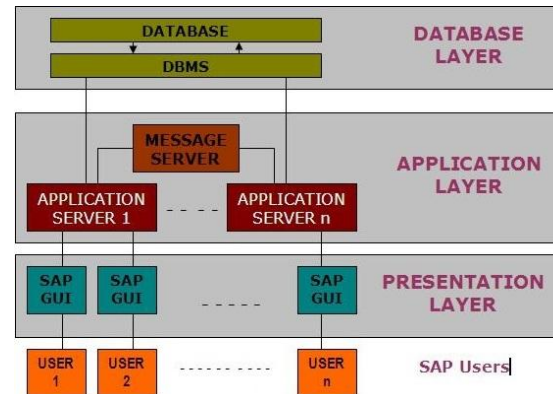 DATABASE
DBMS
DATABASE
LAYER
MESSAGE
SERVER
APPLICATION
SERVER 1
APPLICATION
SERVER n
APPLICATION
LAYER
SAP
GUI
SAP
GUI
SAP
GUI
PRESENTATION
LAYER
USER
1
USER
2
USER
n
SAP Users